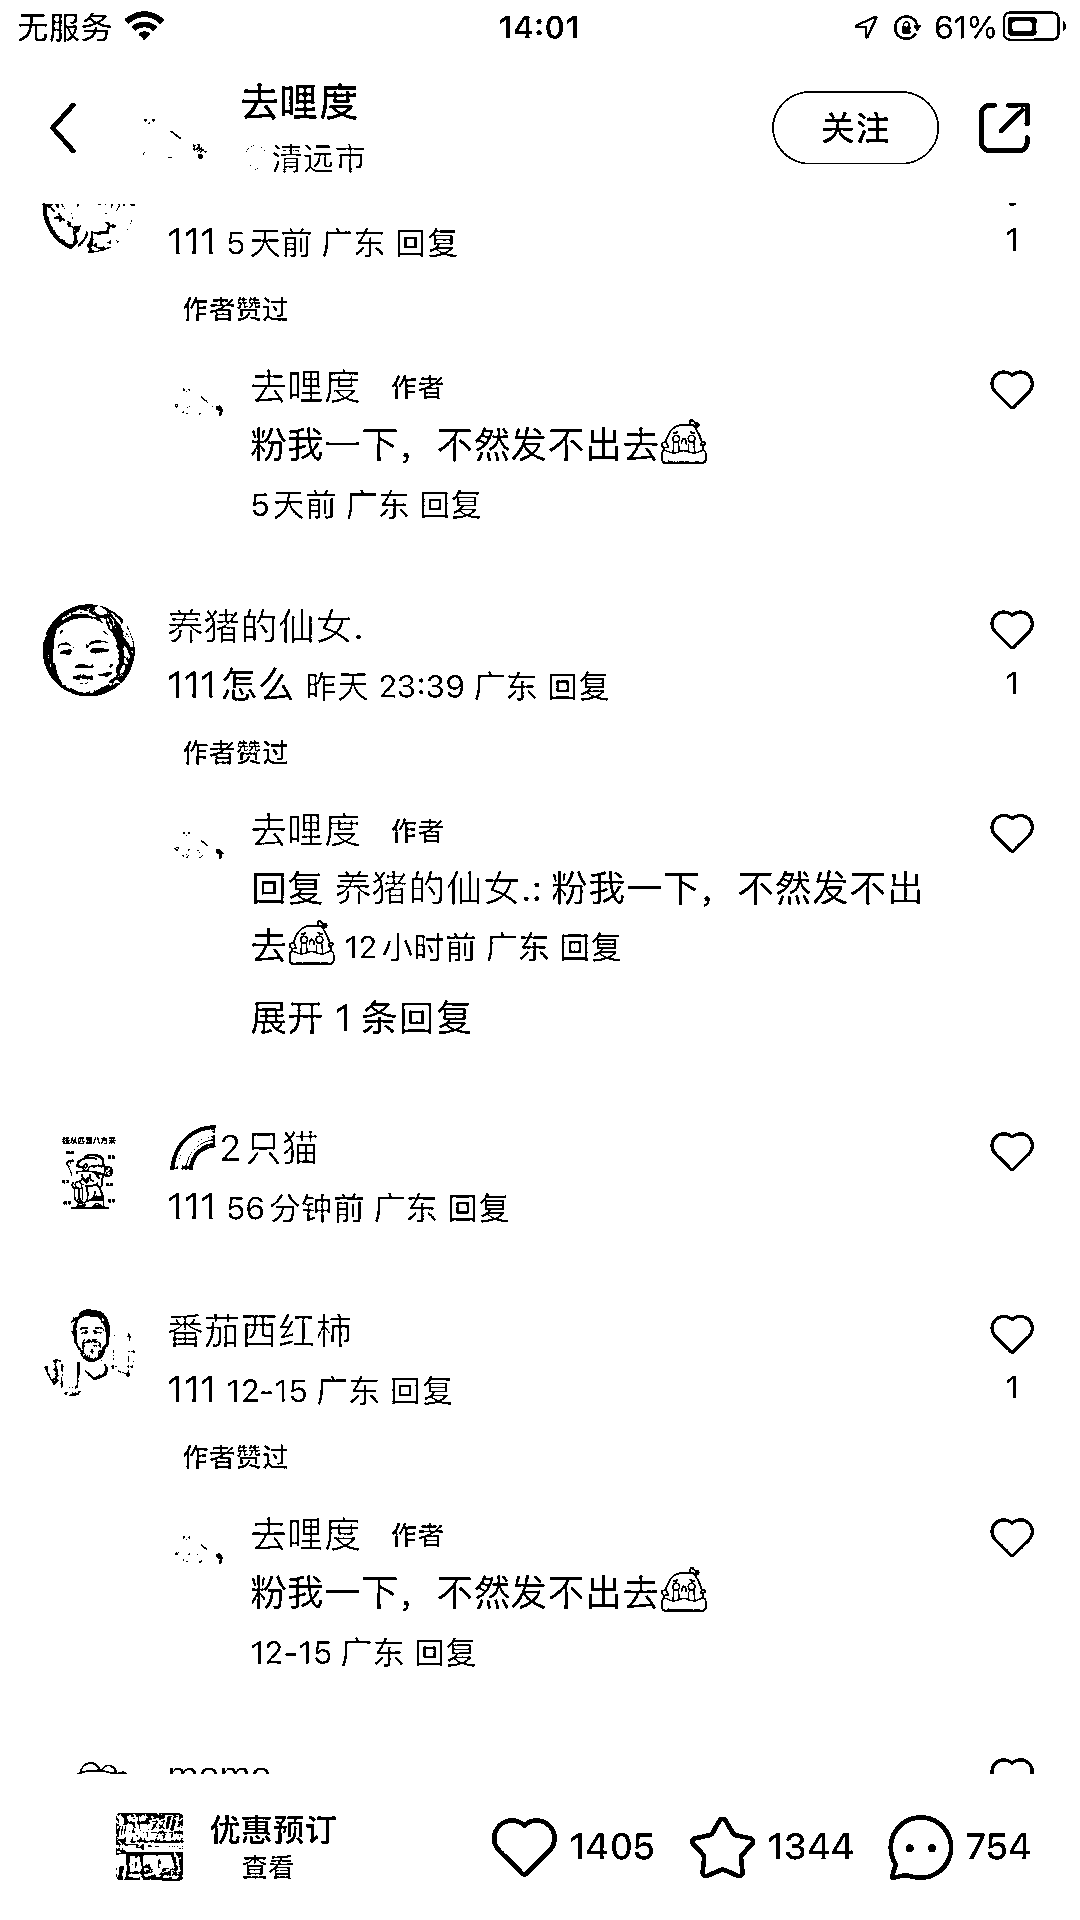 无服务 14:01 61%
去哩度
清远市
关注
111 5天前 广东 回复
1
作者赞过
去哩度 作者
粉我一下，不然发不出去
5天前 广东 回复
养猪的仙女.
111怎么 昨天 23:39 广东 回复
1
作者赞过
去哩度 作者
回复 养猪的仙女.: 粉我一下，不然发不出
去 12小时前 广东 回复
展开 1 条回复
2只猫
111 56分钟前 广东 回复
番茄西红柿
111 12-15 广东 回复
1
作者赞过
去哩度 作者
粉我一下，不然发不出去
12-15 广东 回复
优惠预订
查看
1405 1344 754